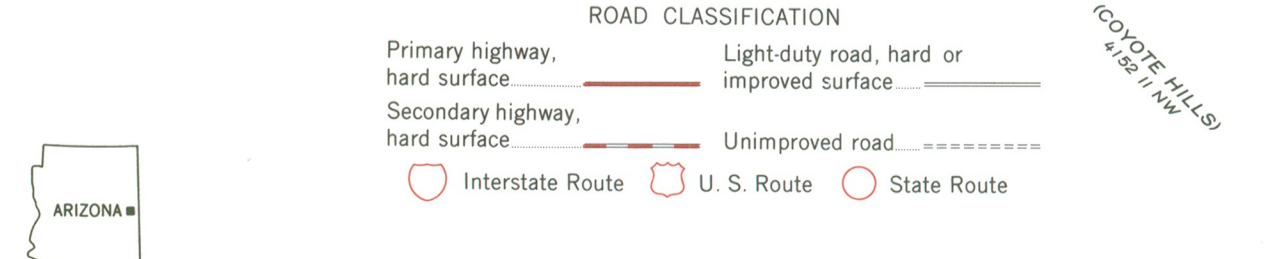 ROAD CLASSIFICATION
Primary highway,
hard surface
Light-duty road, hard or
improved surface
Secondary highway,
hard surface
Unimproved road
Interstate Route
U. S. Route
State Route
(COYOTE HILLS)
4152 II NW
ARIZONA